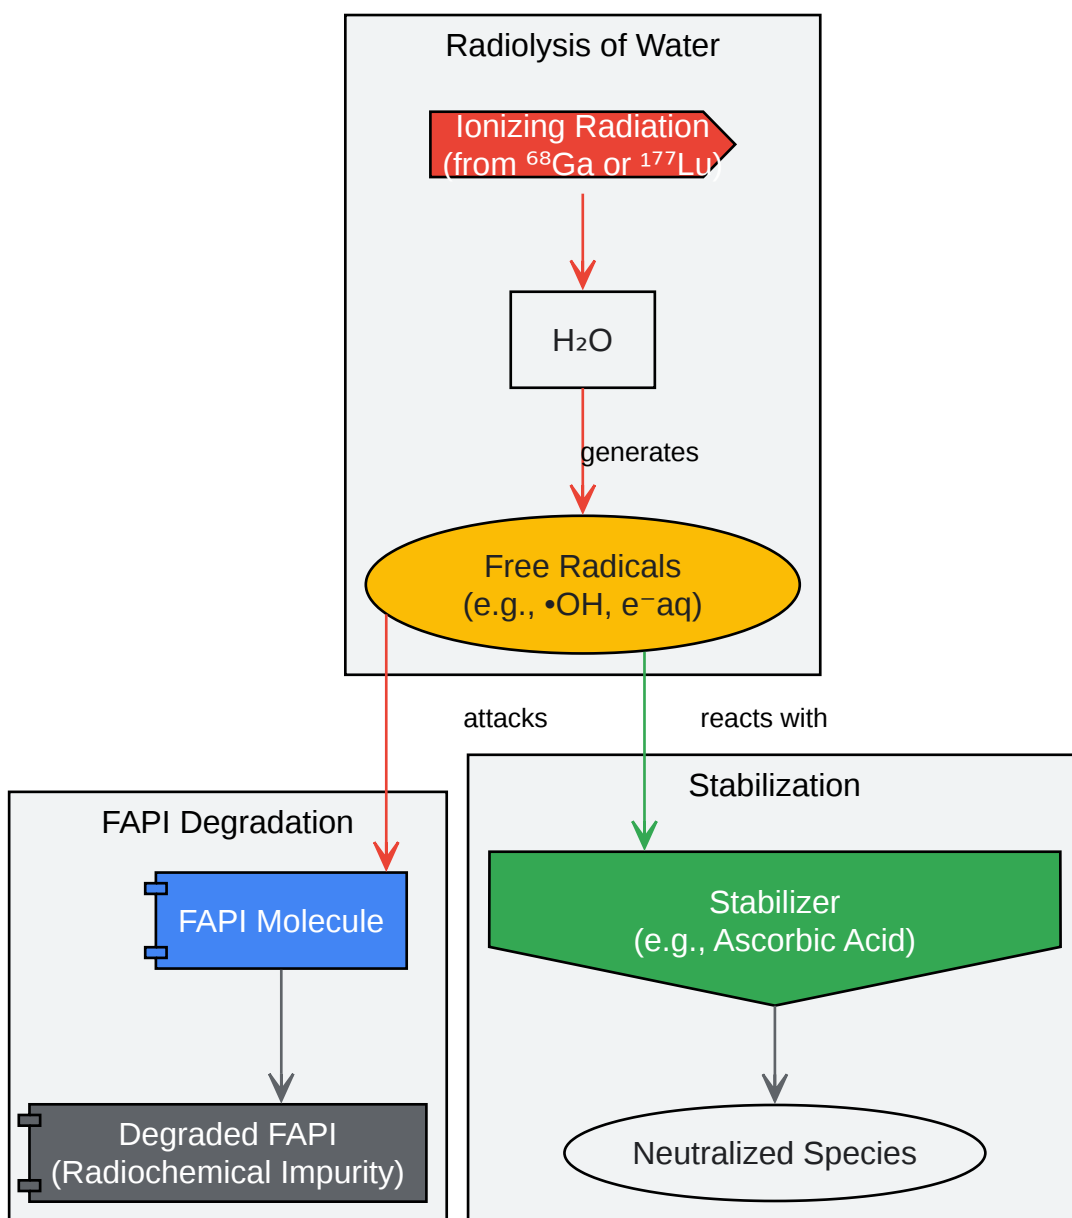 Radiolysis of Water
Ionizing Radiation
(from ⁶⁸Ga or ¹⁷⁷Lu)
H₂O
generates
Free Radicals
(e.g., •OH, e⁻aq)
attacks
reacts with
FAPI Degradation
FAPI Molecule
Degraded FAPI
(Radiochemical Impurity)
Stabilization
Stabilizer
(e.g., Ascorbic Acid)
Neutralized Species